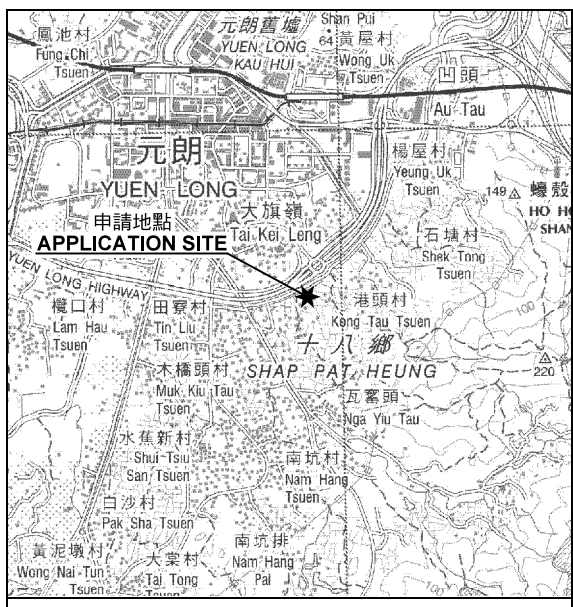 鳳池村
Fung Chi
Tsuen
元朗舊墟
YUEN LONG
KAU HUI
Shan Pui
64
黃屋村
Wong Uk
Tsuen
凹頭
Au Tau
元朗
YUEN LONG
楊屋村
Yeung Uk
Tsuen
149
蠔殼
HO H
SHAN
大旗嶺
Tai Kei Leng
申請地點
APPLICATION SITE
石塘村
Shek Tong
Tsuen
YUEN LONG HIGHWAY
欖口村
Lam Hau
Tsuen
田寮村
Tin Liu
Tsuen
港頭村
Kong Tau Tsuen
十八鄉
SHAP PAT HEUNG
220
木橋頭村
Muk Kiu Tau
Tsuen
瓦窰頭
Nga Yiu Tau
水蕉新村
Shui Tsiu
San Tsuen
南坑村
Nam Hang
Tsuen
白沙村
Pak Sha Tsuen
黃泥墩村
Wong Nai Tun
Tsuen
大棠村
Tai Tong
Tsuen
南坑排
Nam Hang
Pai
100